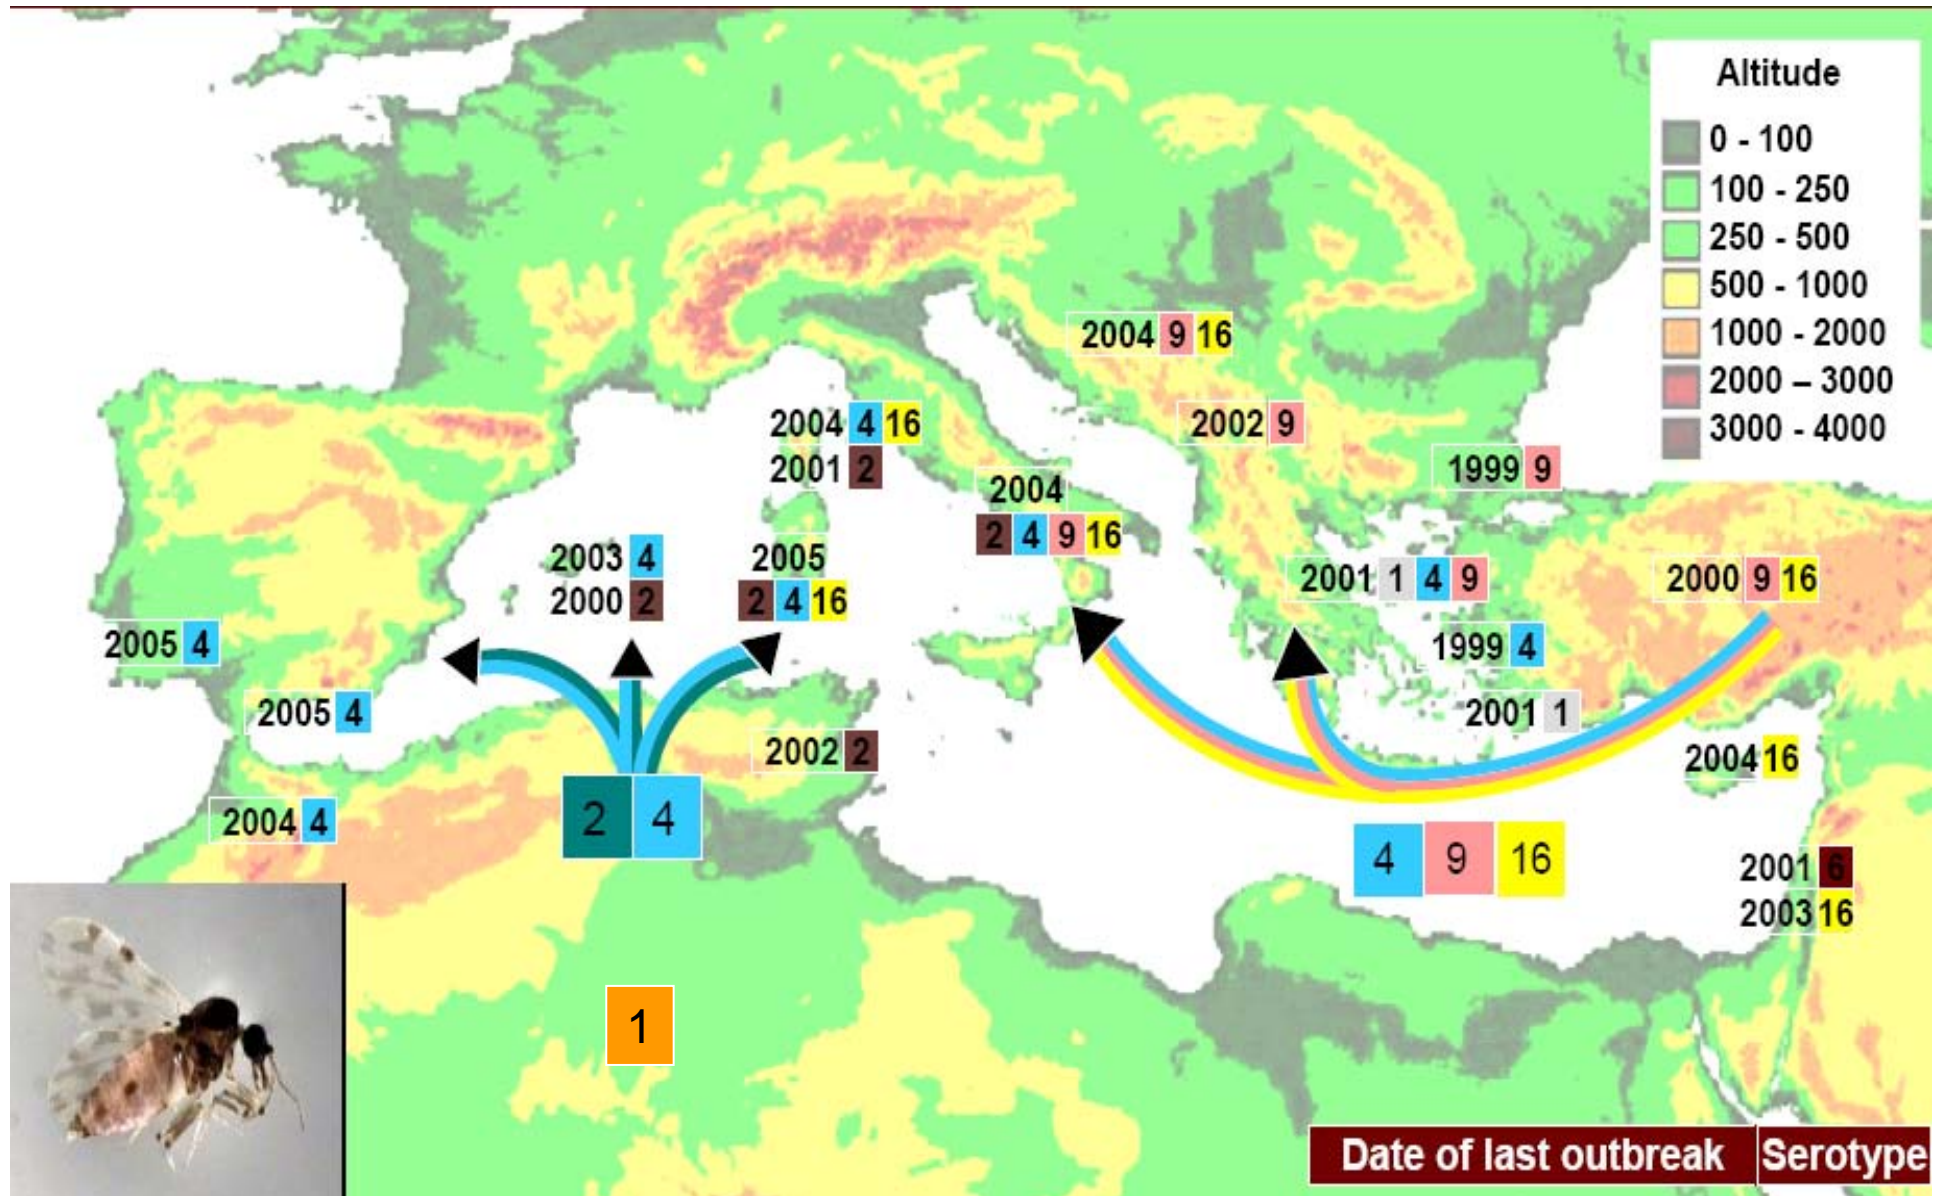 Altitude
0 - 100
100 - 250
250 - 500
500 - 1000
1000 - 2000
2000 – 3000
3000 - 4000
2004 9 16
2004 4 16
2001 2
2002 9
1999 9
2004
2 4 9 16
2003 4
2000 2
2005
2 4 16
2001 1 4 9
2000 9 16
2005 4
1999 4
2005 4
2001 1
2002 2
2004 16
2004 4
2 4
4 9 16
2001 6
2003 16
1
Date of last outbreak Serotype